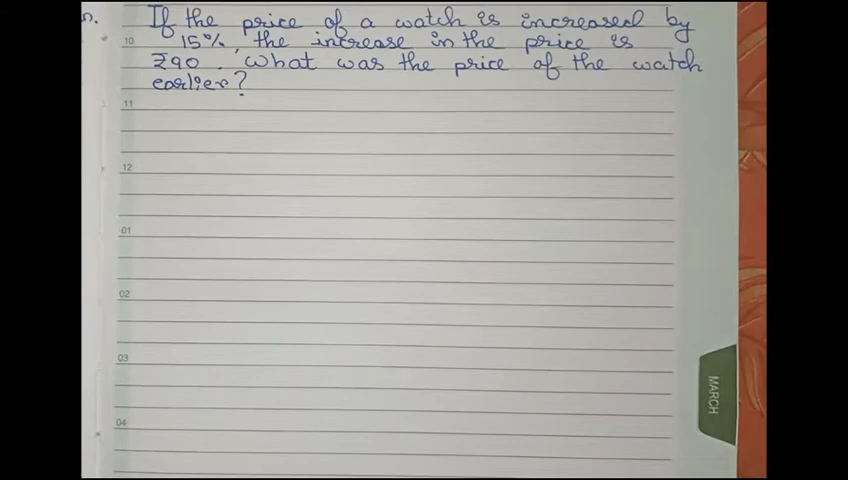 n. If the price of a watch is increased by
10 15%, the increase in the price is
₹90. What was the price of the watch
earlier?
11
12
01
02
03
04
MARCH